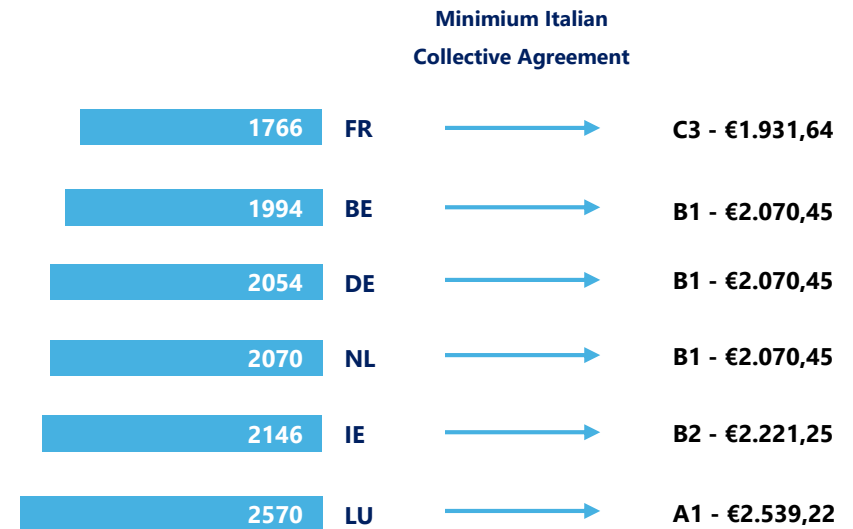 Minimium Italian
Collective Agreement
1766 FR C3 - €1.931,64
1994 BE B1 - €2.070,45
2054 DE B1 - €2.070,45
2070 NL B1 - €2.070,45
2146 IE B2 - €2.221,25
2570 LU A1 - €2.539,22